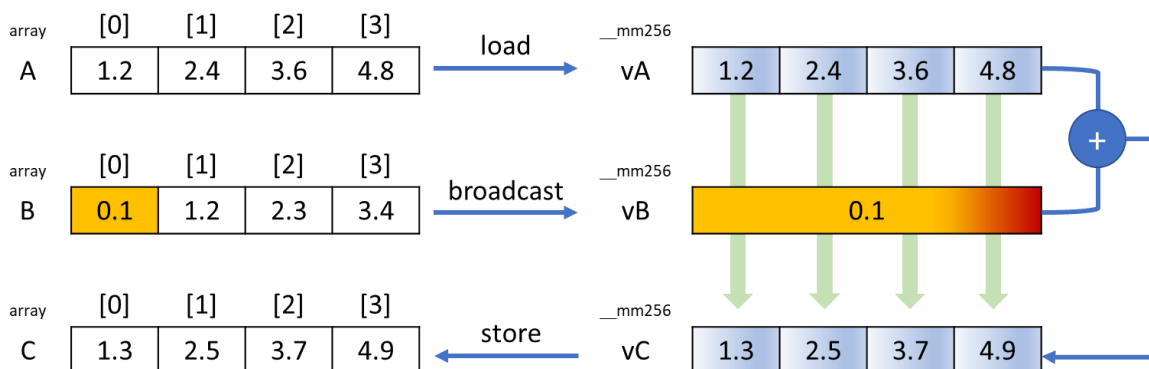 [0] [1] [2] [3]
array load __mm256
A 1.2 2.4 3.6 4.8 vA 1.2 2.4 3.6 4.8
+
[0] [1] [2] [3]
array broadcast __mm256
B 0.1 1.2 2.3 3.4 vB 0.1
[0] [1] [2] [3]
array store __mm256
C 1.3 2.5 3.7 4.9 vC 1.3 2.5 3.7 4.9